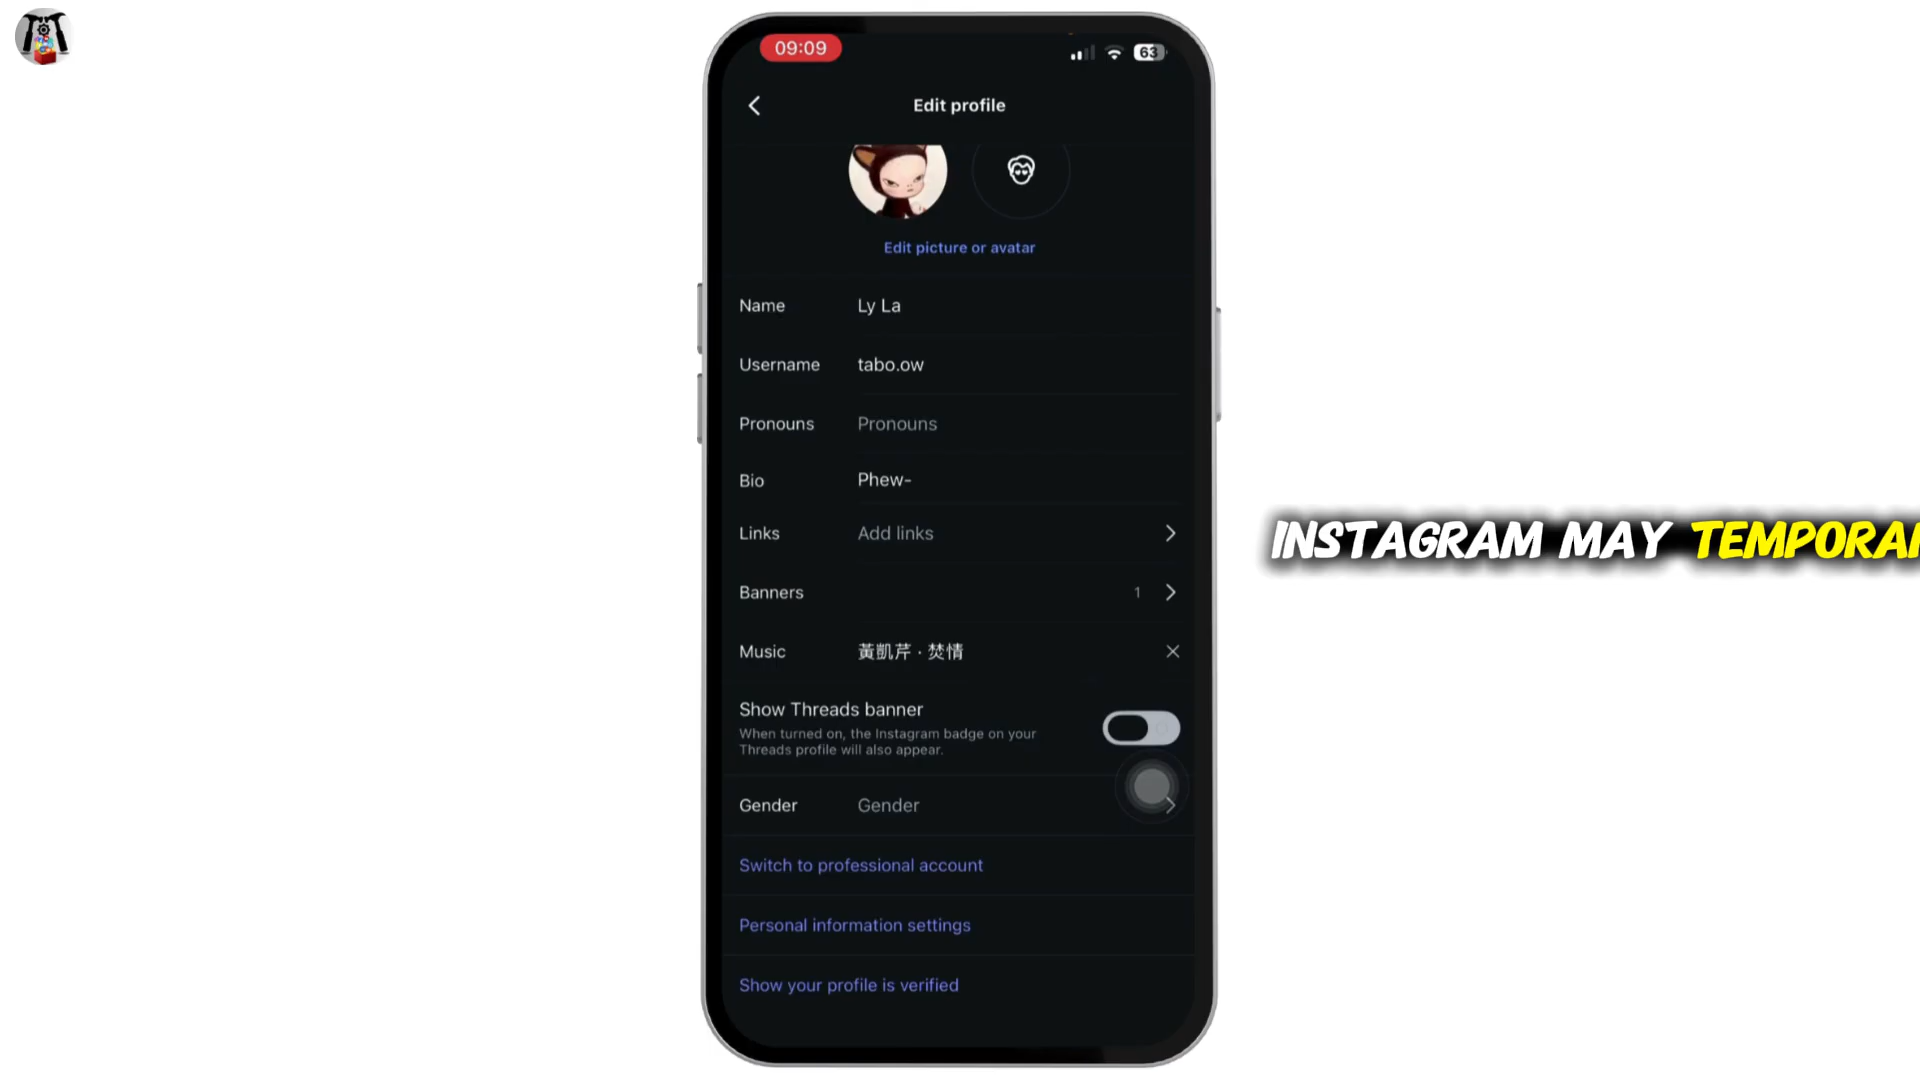 09:09
63
Edit profile
Edit picture or avatar
Name Ly La
Username tabo.ow
Pronouns Pronouns
Bio Phew-
Links Add links
Banners 1
Music 黃凱芹 · 焚情
Show Threads banner
When turned on, the Instagram badge on your
Threads profile will also appear.
Gender Gender
Switch to professional account
Personal information settings
Show your profile is verified
INSTAGRAM MAY TEMPORAR